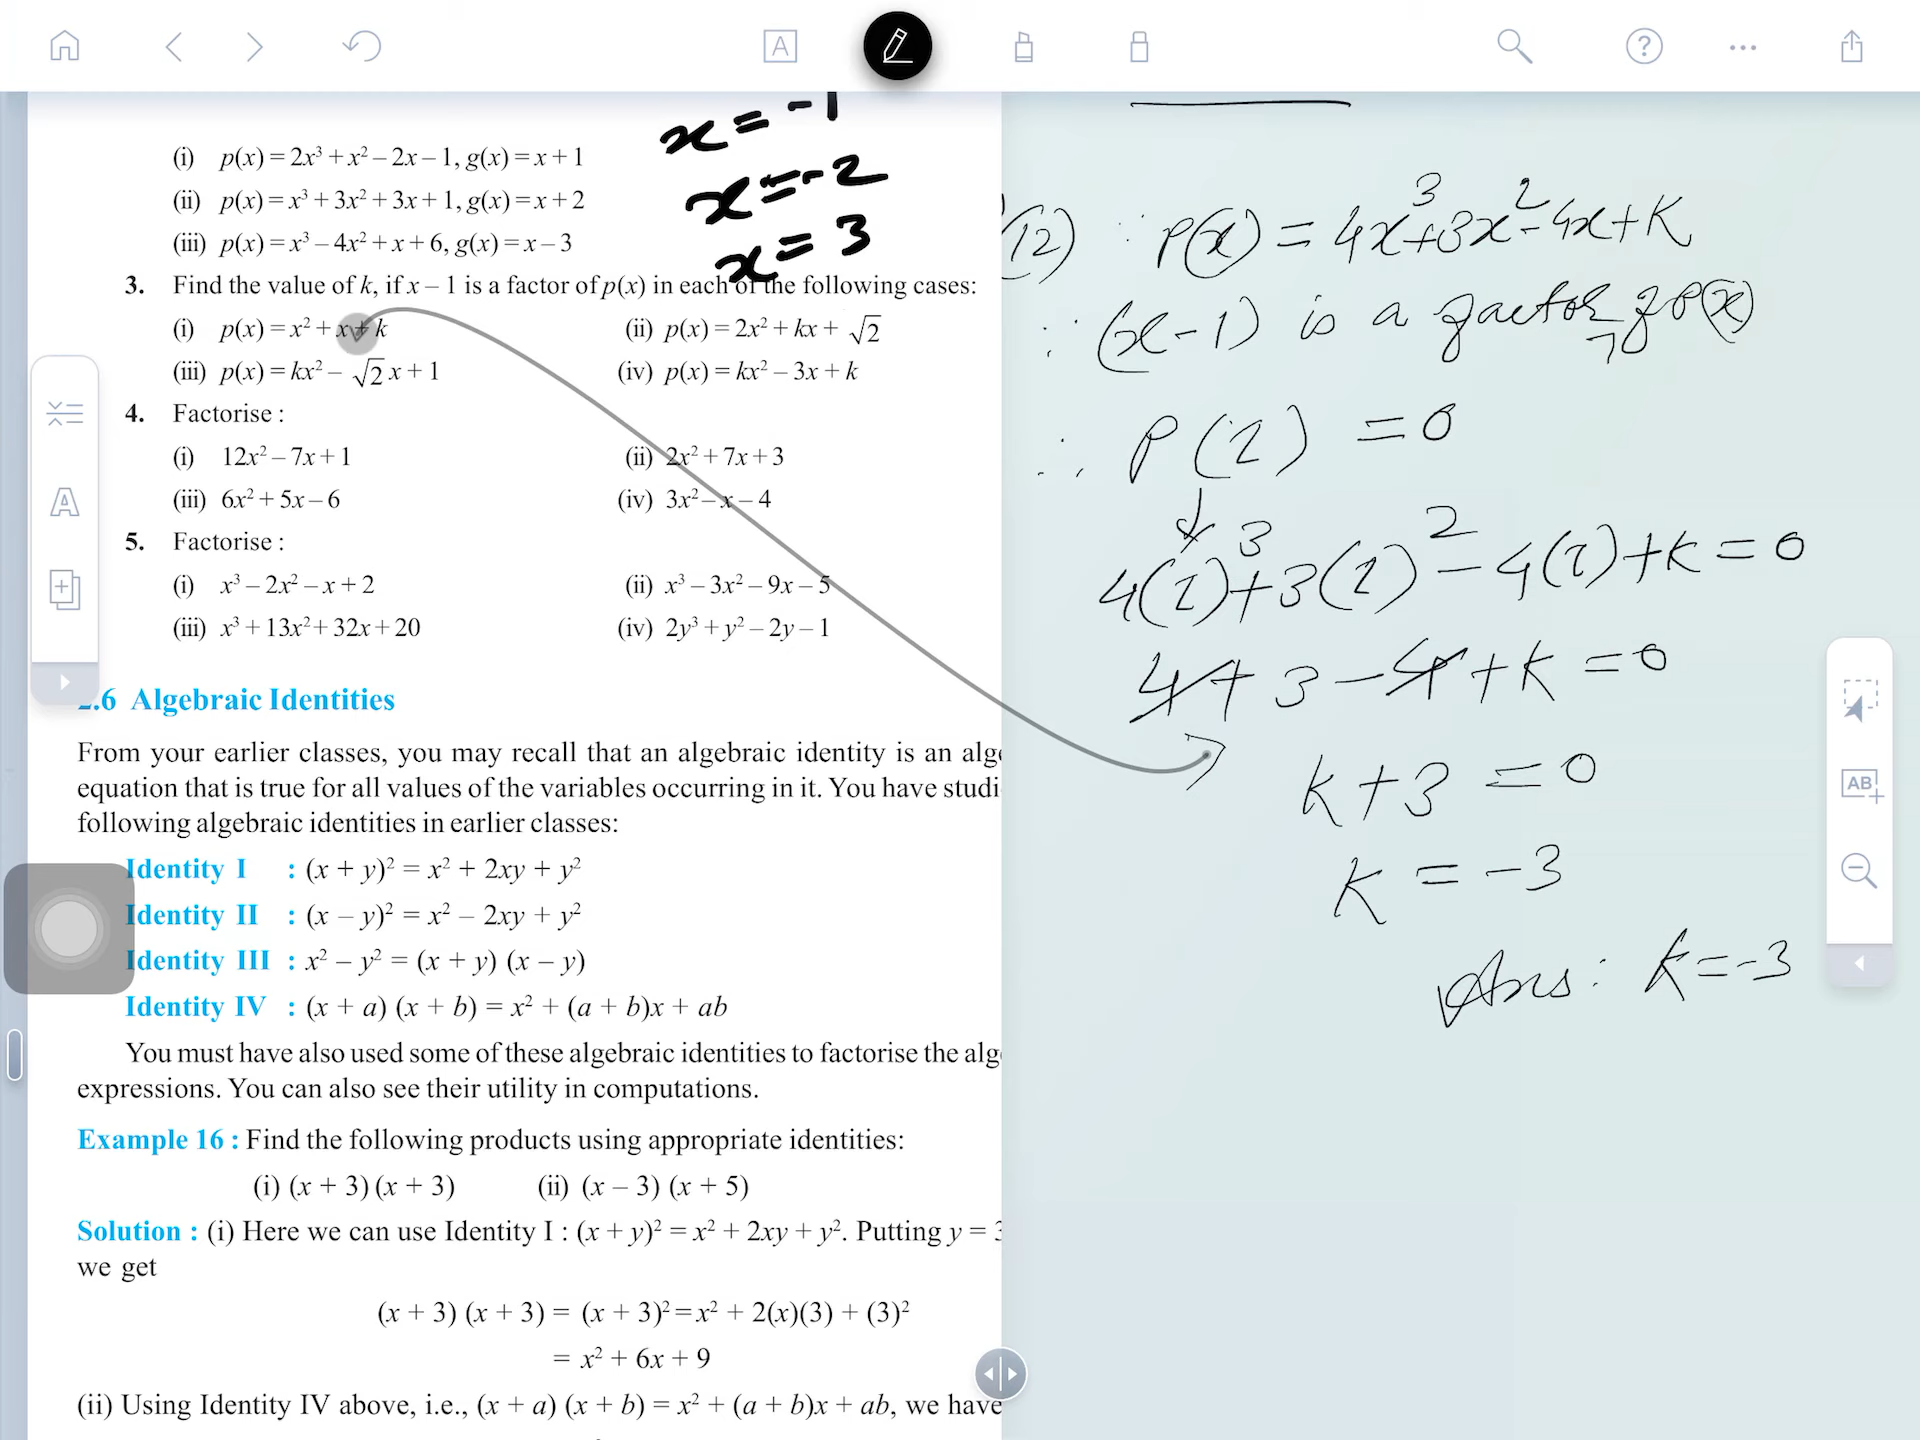 A
x = -1
(i) p(x) = 2x³ + x² – 2x – 1, g(x) = x + 1
x = -2
(ii) p(x) = x³ + 3x² + 3x + 1, g(x) = x + 2
x = 3
(iii) p(x) = x³ – 4x² + x + 6, g(x) = x – 3
3. Find the value of k, if x – 1 is a factor of p(x) in each of the following cases:
(i) p(x) = x² + x + k (ii) p(x) = 2x² + kx + √2
(iii) p(x) = kx² – √2 x + 1 (iv) p(x) = kx² – 3x + k
4. Factorise :
(i) 12x² – 7x + 1 (ii) 2x² + 7x + 3
(iii) 6x² + 5x – 6 (iv) 3x² – x – 4
5. Factorise :
(i) x³ – 2x² – x + 2 (ii) x³ – 3x² – 9x – 5
(iii) x³ + 13x² + 32x + 20 (iv) 2y³ + y² – 2y – 1
.6 Algebraic Identities
From your earlier classes, you may recall that an algebraic identity is an alge
equation that is true for all values of the variables occurring in it. You have studi
following algebraic identities in earlier classes:
Identity I : (x + y)² = x² + 2xy + y²
Identity II : (x – y)² = x² – 2xy + y²
Identity III : x² – y² = (x + y) (x – y)
Identity IV : (x + a) (x + b) = x² + (a + b)x + ab
You must have also used some of these algebraic identities to factorise the alg
expressions. You can also see their utility in computations.
Example 16 : Find the following products using appropriate identities:
(i) (x + 3) (x + 3) (ii) (x – 3) (x + 5)
Solution : (i) Here we can use Identity I : (x + y)² = x² + 2xy + y². Putting y = 3
we get
(x + 3) (x + 3) = (x + 3)² = x² + 2(x)(3) + (3)²
= x² + 6x + 9
(ii) Using Identity IV above, i.e., (x + a) (x + b) = x² + (a + b)x + ab, we have
(12) ∵ P(x) = 4x³+3x²-4x+K
∵ (x-1) is a factor of P(x)
∴ P(1) = 0
4(1)³+3(1)²-4(1)+k=0
4+3-4+k=0
⇒ k+3=0
k = -3
Ans: k=-3
A
AB+